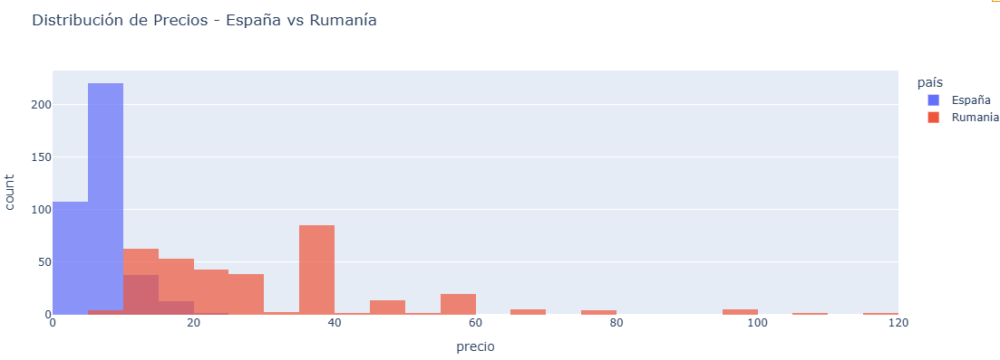 Distribución de Precios - España vs Rumanía
país
España
Rumania
200
150
100
50
0
count
0 20 40 60 80 100 120
precio